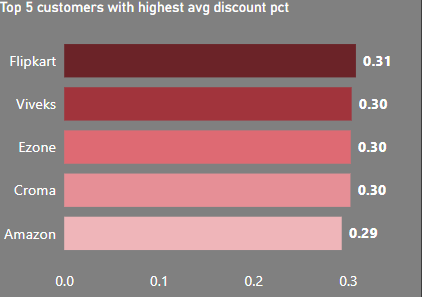 Top 5 customers with highest avg discount pct
Flipkart 0.31
Viveks 0.30
Ezone 0.30
Croma 0.30
Amazon 0.29
0.0 0.1 0.2 0.3